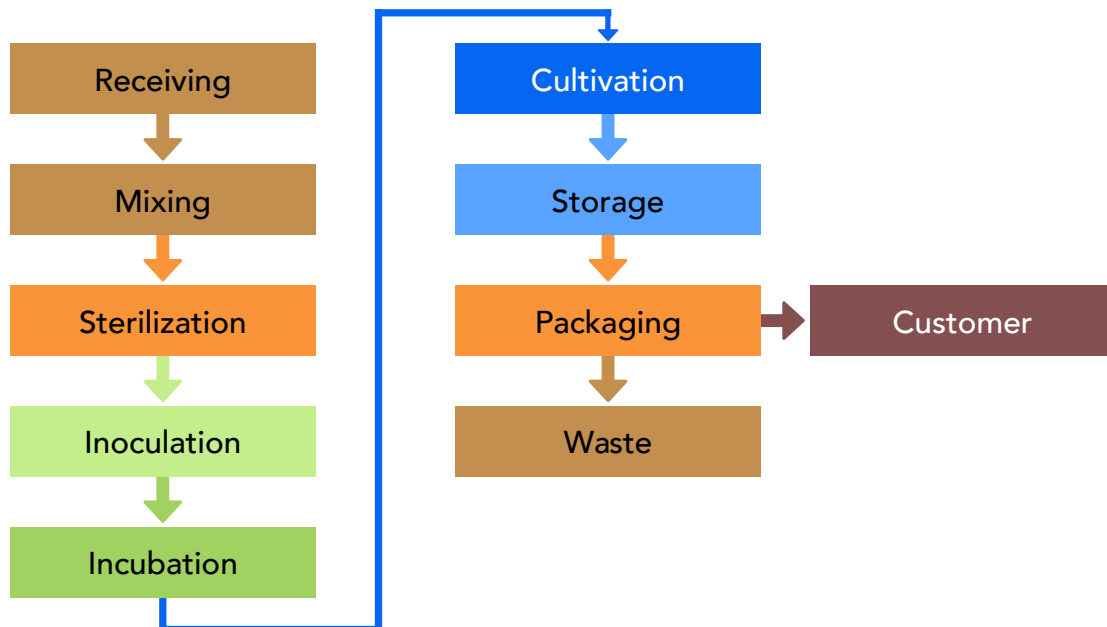 Receiving
Mixing
Sterilization
Inoculation
Incubation
Cultivation
Storage
Packaging
Customer
Waste